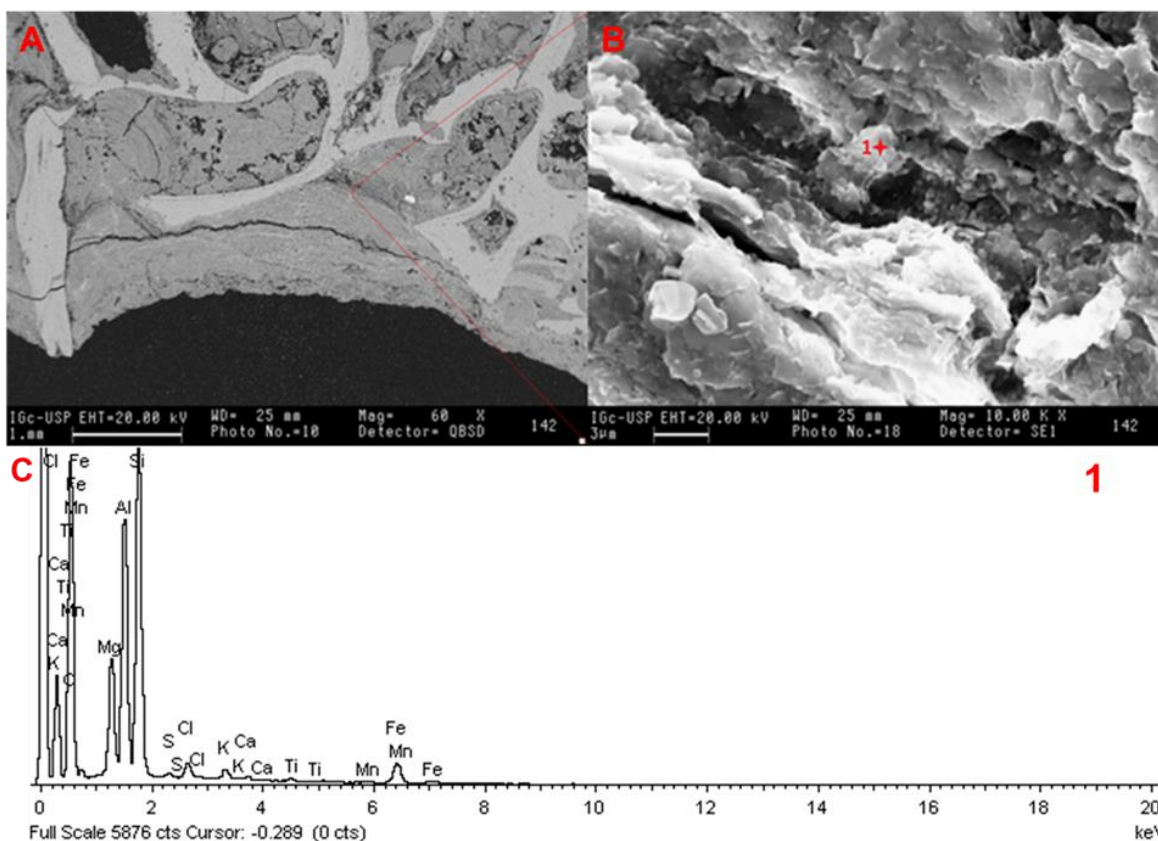 A
B
IGc-USP EHT=20.00 kV WD= 25 mm Mag= 60 X 142
1 mm Photo No.=10 Detector= QBSD
IGc-USP EHT=20.00 kV WD= 25 mm Mag= 10.00 K X 142
3µm Photo No.=18 Detector= SE1
1
C
1
Cl Fe Si
Fe
Mn Al
Ti
Ca
Ti
Mn
Ca Mg
K
O
Cl
S
S Cl
K Ca
K Ca
Ti Ti
Mn
Fe
Mn
Fe
0 2 4 6 8 10 12 14 16 18 20
Full Scale 5876 cts Cursor: -0.289 (0 cts) keV